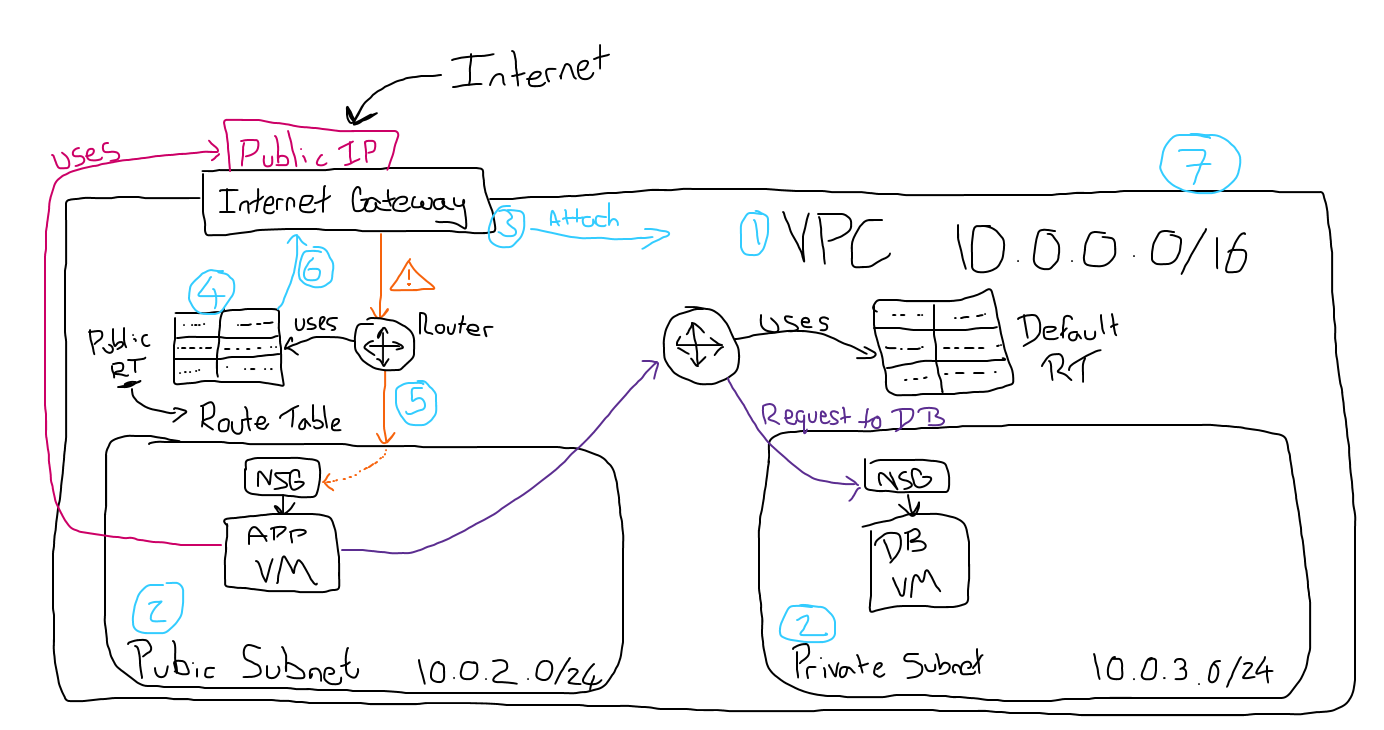 Internet
uses
Public IP
7
Internet Gateway
3 Attach
1 VPC 10.0.0.0/16
6
4
uses
Router
Public
RT
uses
Default
RT
5
Route Table
Request to DB
NSG
NSG
APP
VM
DB
VM
2
2
Pubic Subnet 10.0.2.0/24
Private Subnet 10.0.3.0/24